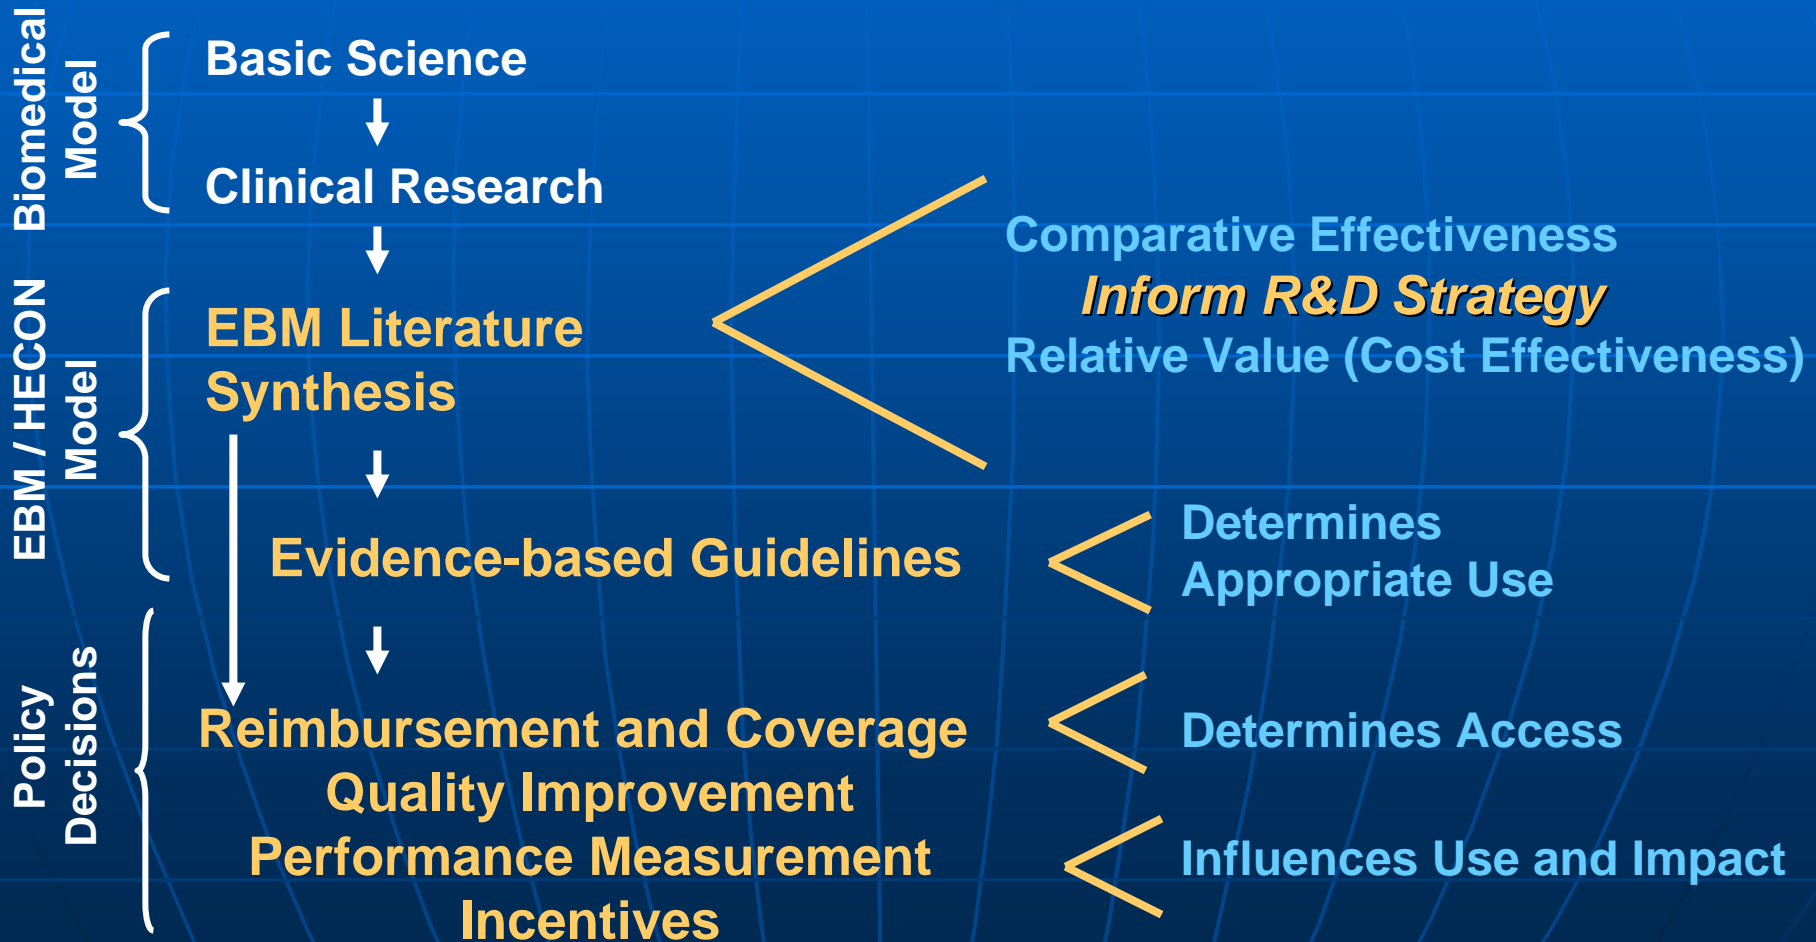 Biomedical
Model
Basic Science
Clinical Research
EBM / HECON
Model
EBM Literature
Synthesis
Comparative Effectiveness
Inform R&D Strategy
Relative Value (Cost Effectiveness)
Evidence-based Guidelines
Determines
Appropriate Use
Policy
Decisions
Reimbursement and Coverage
Quality Improvement
Performance Measurement
Incentives
Determines Access
Influences Use and Impact